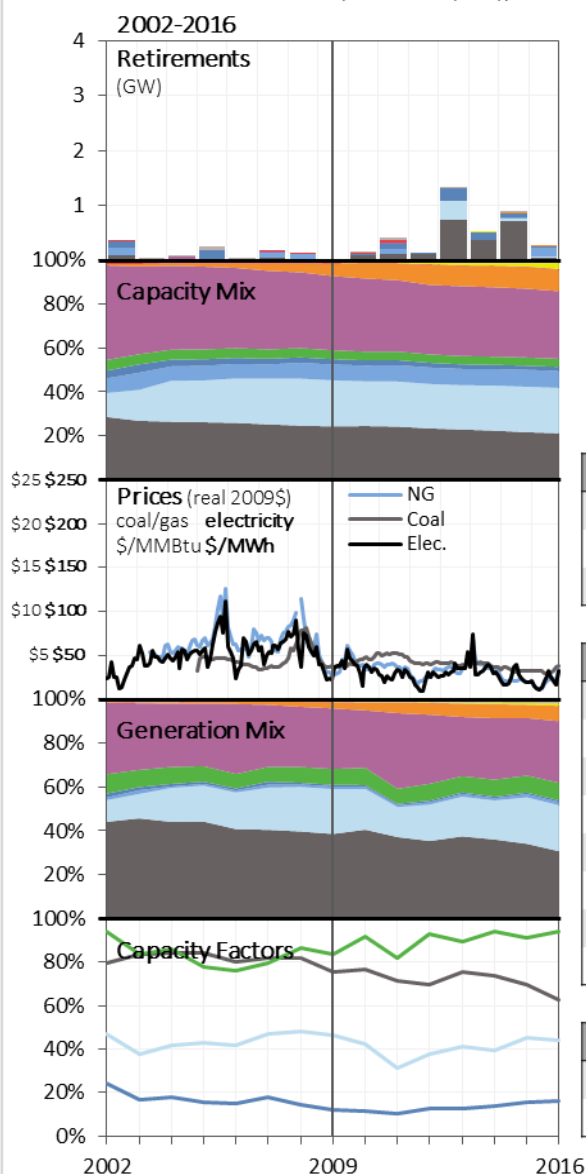 2002-2016
4
Retirements
(GW)
3
2
1
100%
Capacity Mix
80%
60%
40%
20%
$25 $250
Prices (real 2009$)
NG
$20 $200
coal/gas electricity
Coal
$/MMBtu $/MWh
Elec.
$15 $150
$10 $100
$5 $50
100%
Generation Mix
80%
60%
40%
20%
100%
Capacity Factors
80%
60%
40%
20%
0%
2002 2009 2016